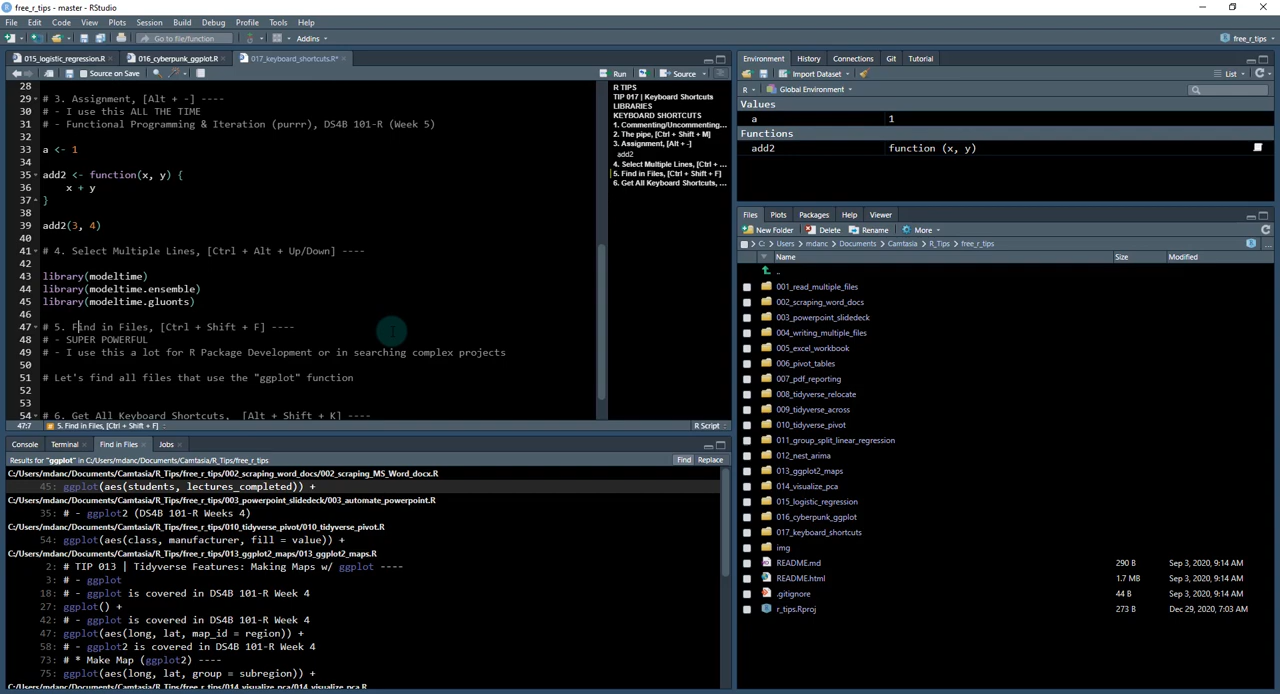 free_r_tips - master - RStudio
File Edit Code View Plots Session Build Debug Profile Tools Help
Go to file/function Addins free_r_tips
015_logistic_regression.R 016_cyberpunk_ggplot.R 017_keyboard_shortcuts.R*
Source on Save Run Source
28
29 # 3. Assignment, [Alt + -] ----
30 # - I use this ALL THE TIME
31 # - Functional Programming & Iteration (purrr), DS4B 101-R (Week 5)
32
33 a <- 1
34
35 add2 <- function(x, y) {
36 x + y
37 }
38
39 add2(3, 4)
40
41 # 4. Select Multiple Lines, [Ctrl + Alt + Up/Down] ----
42
43 library(modeltime)
44 library(modeltime.ensemble)
45 library(modeltime.gluonts)
46
47 # 5. Find in Files, [Ctrl + Shift + F] ----
48 # - SUPER POWERFUL
49 # - I use this a lot for R Package Development or in searching complex projects
50
51 # Let's find all files that use the "ggplot" function
52
53
54 # 6. Get All Keyboard Shortcuts, [Alt + Shift + K] ----
47:7 5. Find in Files, [Ctrl + Shift + F] R Script
R TIPS
TIP 017 | Keyboard Shortcuts
LIBRARIES
KEYBOARD SHORTCUTS
1. Commenting/Uncommenting,...
2. The pipe, [Ctrl + Shift + M]
3. Assignment, [Alt + -]
add2
4. Select Multiple Lines, [Ctrl + ...
5. Find in Files, [Ctrl + Shift + F]
6. Get All Keyboard Shortcuts, ...
Console Terminal Find in Files Jobs
Results for "ggplot" in C:/Users/mdanc/Documents/Camtasia/R_Tips/free_r_tips Find Replace
C:/Users/mdanc/Documents/Camtasia/R_Tips/free_r_tips/002_scraping_word_docs/002_scraping_MS_Word_docx.R
45: ggplot(aes(students, lectures_completed)) +
C:/Users/mdanc/Documents/Camtasia/R_Tips/free_r_tips/003_powerpoint_slidedeck/003_automate_powerpoint.R
35: # - ggplot2 (DS4B 101-R Weeks 4)
C:/Users/mdanc/Documents/Camtasia/R_Tips/free_r_tips/010_tidyverse_pivot/010_tidyverse_pivot.R
54: ggplot(aes(class, manufacturer, fill = value)) +
C:/Users/mdanc/Documents/Camtasia/R_Tips/free_r_tips/013_ggplot2_maps/013_ggplot2_maps.R
2: # TIP 013 | Tidyverse Features: Making Maps w/ ggplot ----
3: # - ggplot
18: # - ggplot is covered in DS4B 101-R Week 4
27: ggplot() +
42: # - ggplot is covered in DS4B 101-R Week 4
47: ggplot(aes(long, lat, map_id = region)) +
58: # - ggplot2 is covered in DS4B 101-R Week 4
73: # * Make Map (ggplot2) ----
75: ggplot(aes(long, lat, group = subregion)) +
C:/Users/mdanc/Documents/Camtasia/R_Tips/free_r_tips/014_visualize_pca/014_visualize_pca.R
Environment History Connections Git Tutorial
Import Dataset List
R Global Environment
Values
a 1
Functions
add2 function (x, y)
Files Plots Packages Help Viewer
New Folder Delete Rename More
C: Users mdanc Documents Camtasia R_Tips free_r_tips
Name Size Modified
..
001_read_multiple_files
002_scraping_word_docs
003_powerpoint_slidedeck
004_writing_multiple_files
005_excel_workbook
006_pivot_tables
007_pdf_reporting
008_tidyverse_relocate
009_tidyverse_across
010_tidyverse_pivot
011_group_split_linear_regression
012_nest_arima
013_ggplot2_maps
014_visualize_pca
015_logistic_regression
016_cyberpunk_ggplot
017_keyboard_shortcuts
img
README.md 290 B Sep 3, 2020, 9:14 AM
README.html 1.7 MB Sep 3, 2020, 9:14 AM
.gitignore 44 B Sep 3, 2020, 9:14 AM
r_tips.Rproj 273 B Dec 29, 2020, 7:03 AM